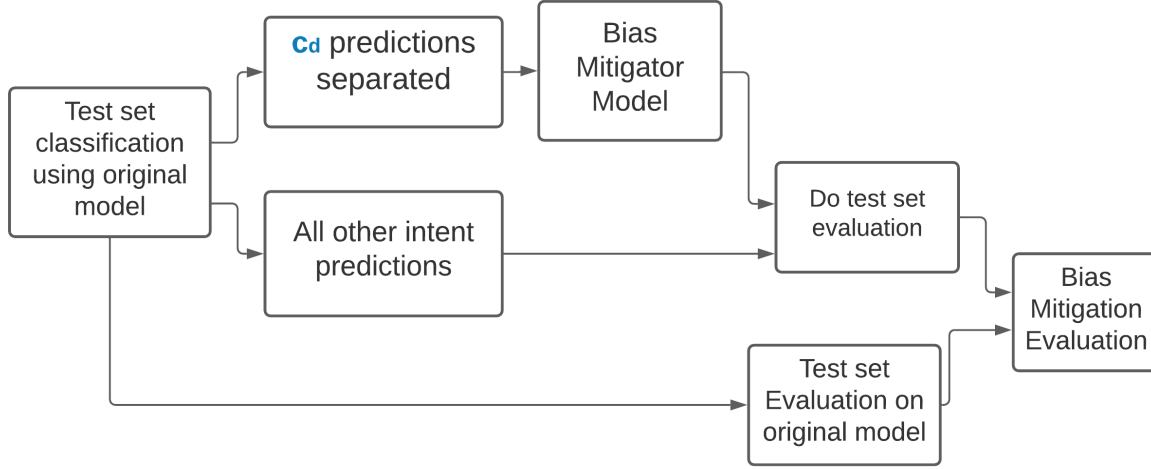 Test set
classification
using original
model
cd predictions
separated
All other intent
predictions
Bias
Mitigator
Model
Do test set
evaluation
Test set
Evaluation on
original model
Bias
Mitigation
Evaluation